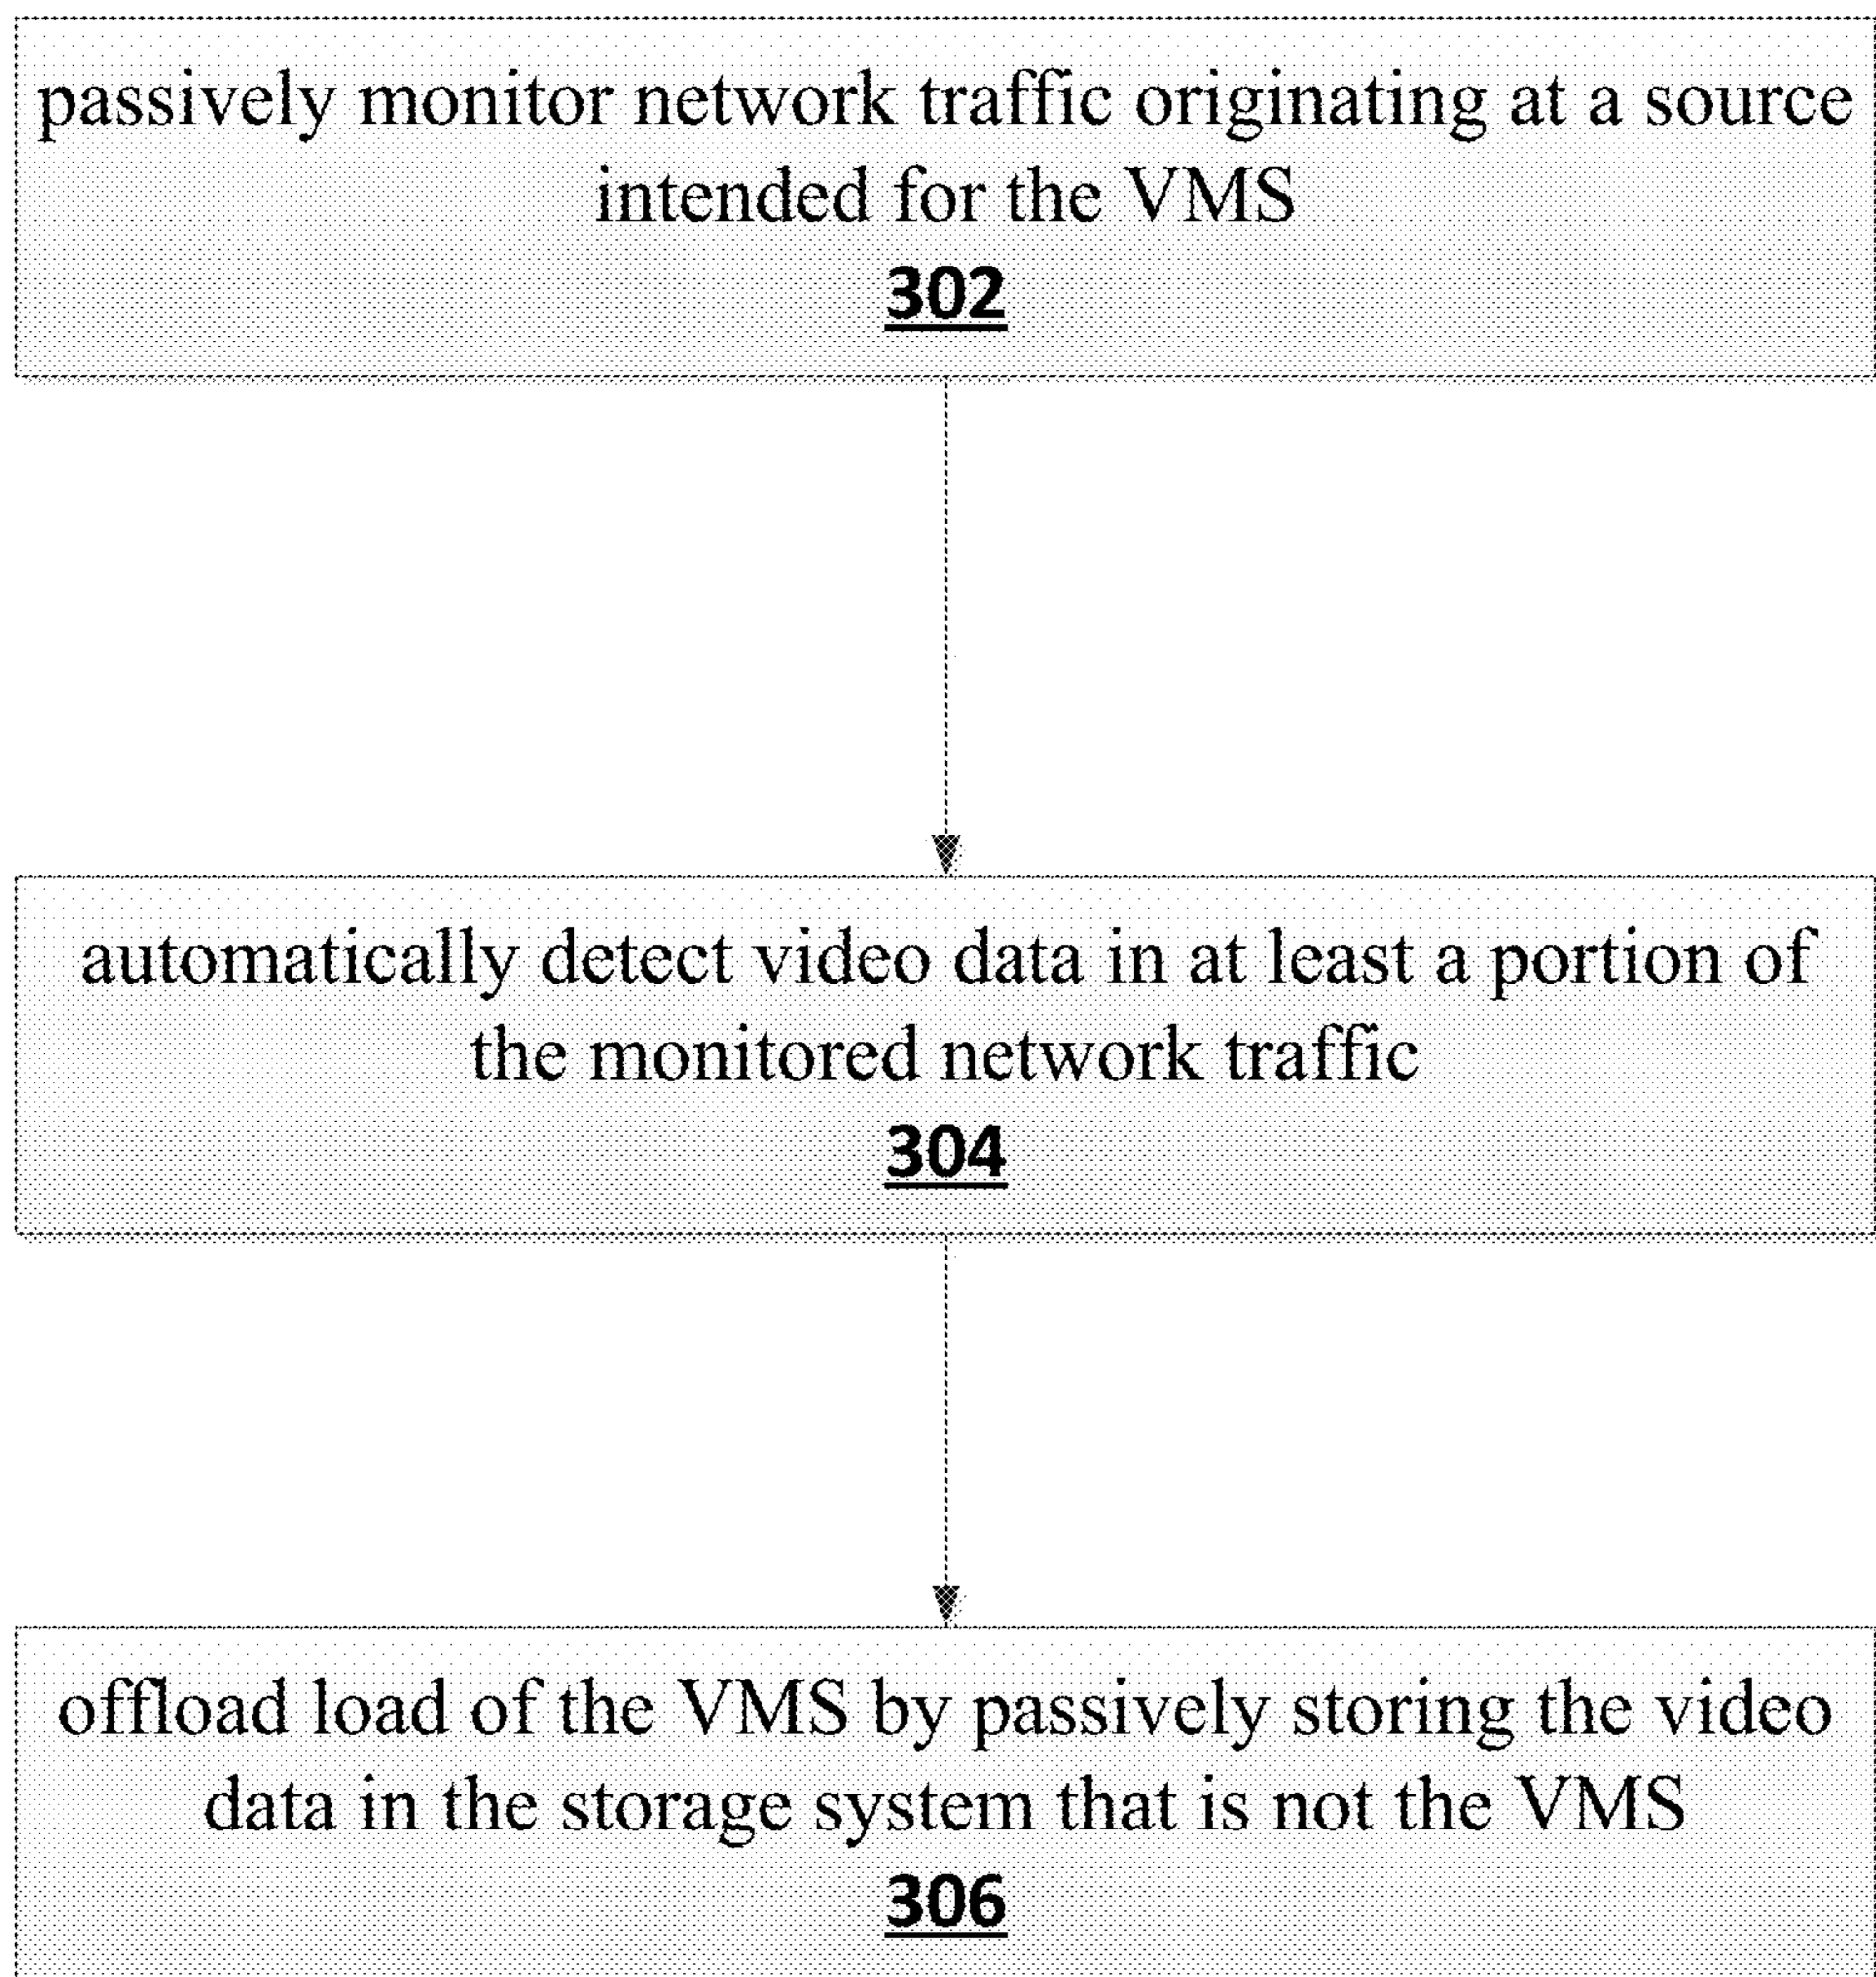 passively monitor network traffic originating at a source
intended for the VMS
302
automatically detect video data in at least a portion of
the monitored network traffic
304
offload load of the VMS by passively storing the video
data in the storage system that is not the VMS
306